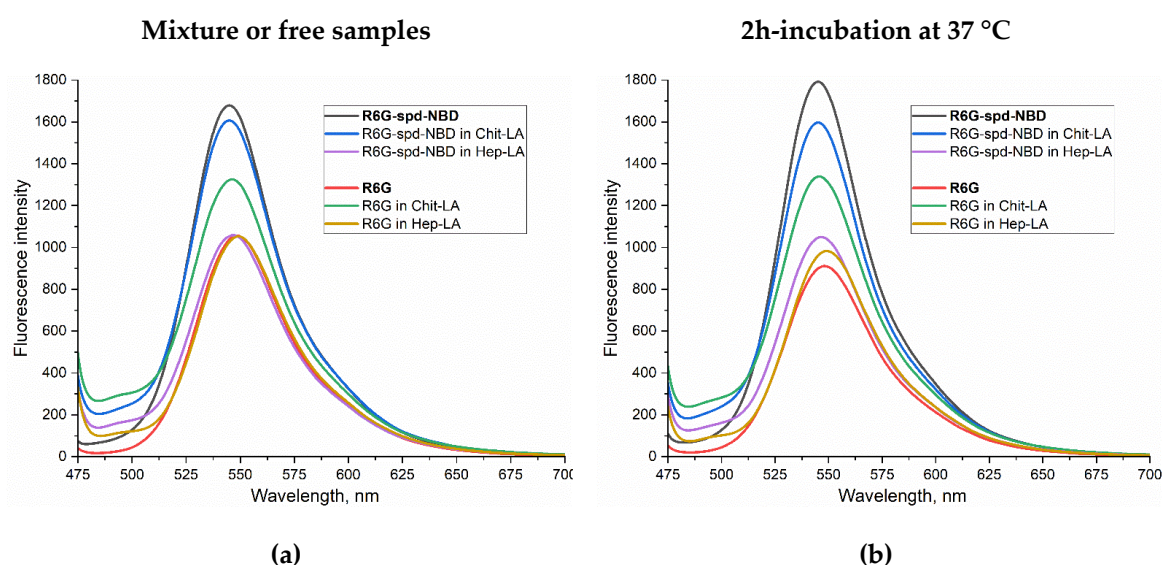 Mixture or free samples
2h-incubation at 37 °C
1800
1600
1400
1200
1000
800
600
400
200
0
Fluorescence intensity
R6G-spd-NBD
R6G-spd-NBD in Chit-LA
R6G-spd-NBD in Hep-LA
R6G
R6G in Chit-LA
R6G in Hep-LA
475 500 525 550 575 600 625 650 675 700
Wavelength, nm
(a)
1800
1600
1400
1200
1000
800
600
400
200
0
Fluorescence intensity
R6G-spd-NBD
R6G-spd-NBD in Chit-LA
R6G-spd-NBD in Hep-LA
R6G
R6G in Chit-LA
R6G in Hep-LA
475 500 525 550 575 600 625 650 675 700
Wavelength, nm
(b)